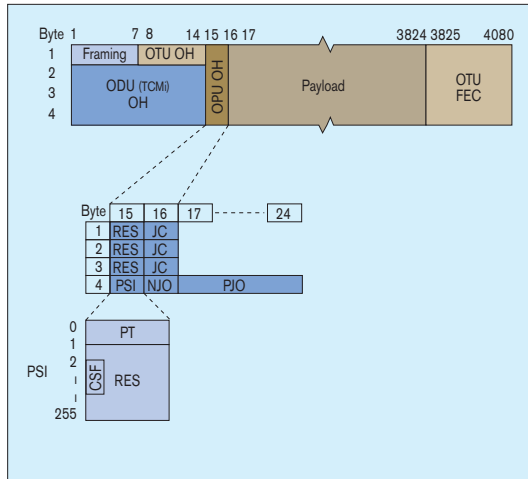 Byte 1 7 8 14 15 16 17 3824 3825 4080
1 Framing OTU OH
2 ODU (TCMi)
3 OH
4
OPU OH
Payload
OTU
FEC
Byte 15 16 17 24
1 RES JC
2 RES JC
3 RES JC
4 PSI NJO PJO
0 PT
1
2
PSI
CSF RES
255